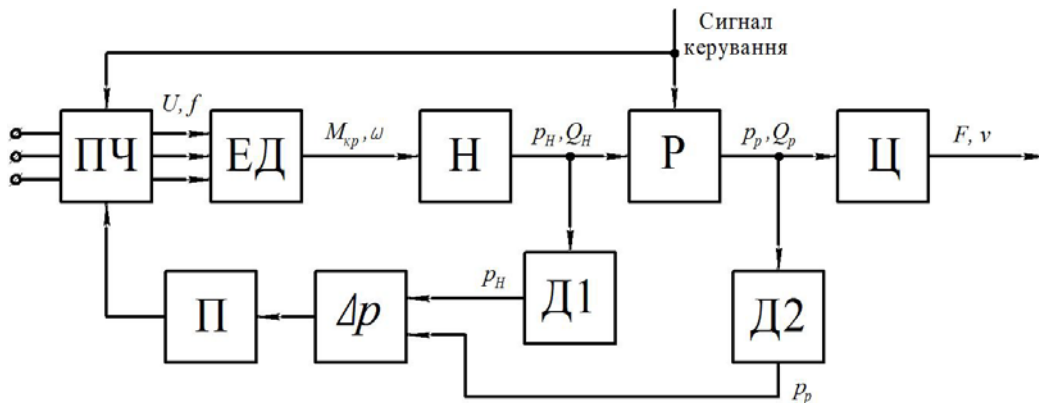 Сигнал
керування
U, f
ПЧ
ЕД
Mкр, ω
Н
pН, QН
Р
pр, Qр
Ц
F, v
П
Δp
pН
Д1
Д2
pр